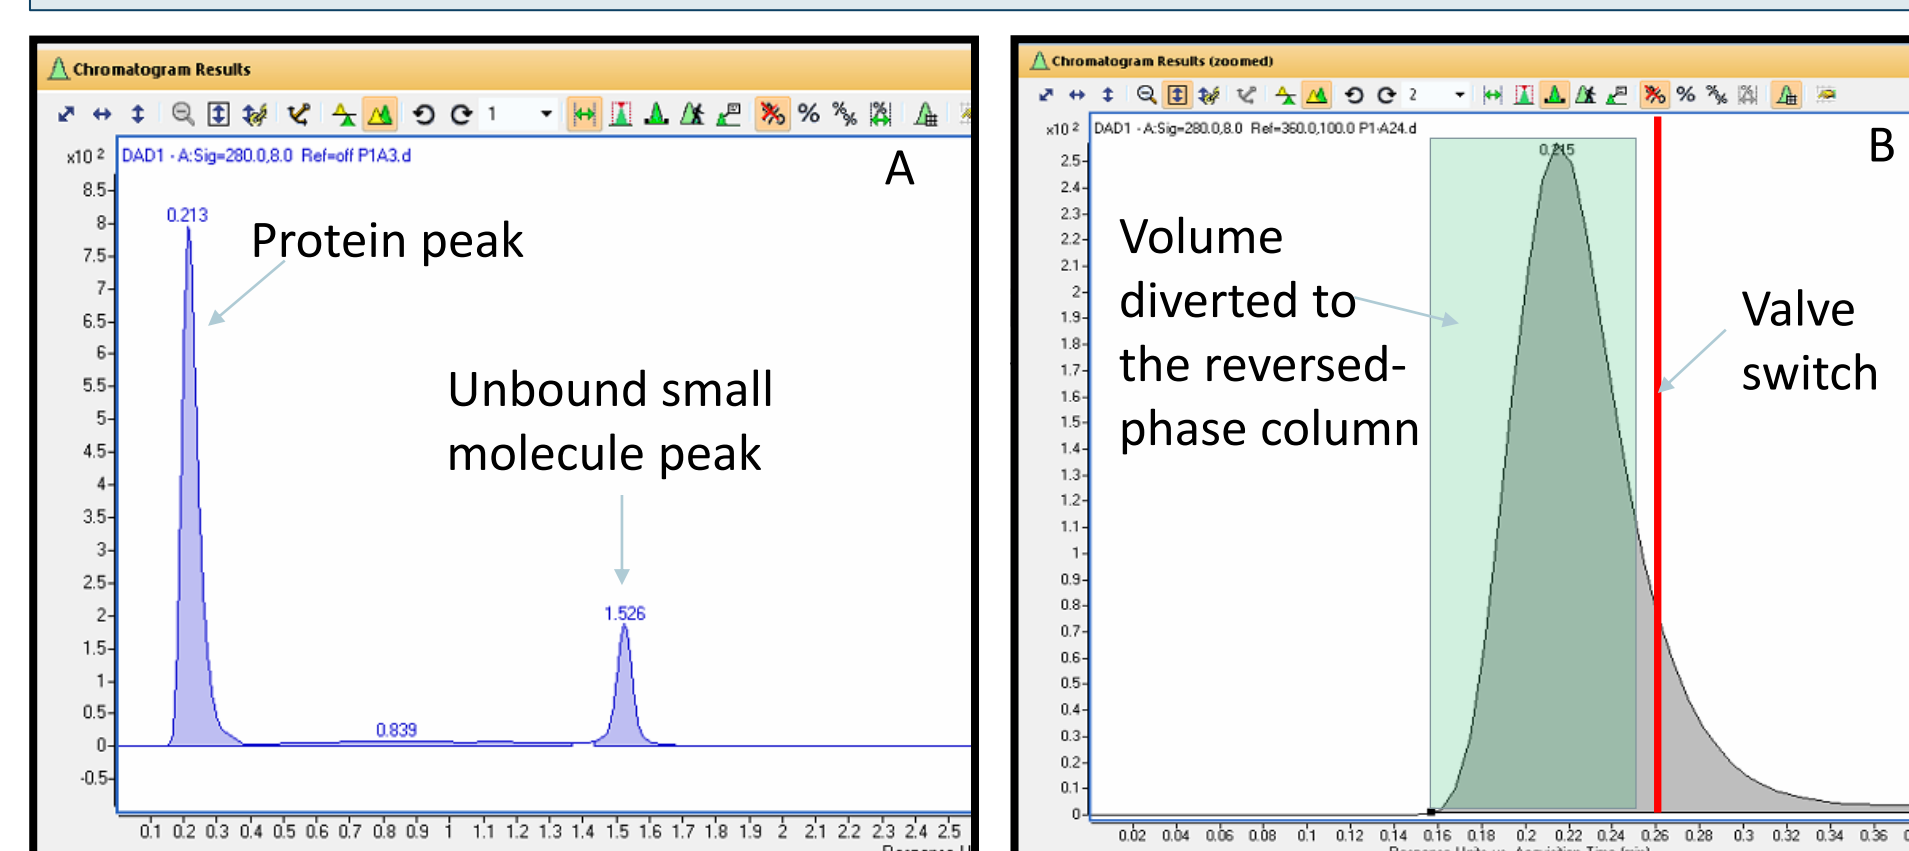 Chromatogram Results
1
x10 2
DAD1 - A:Sig=280.0,8.0 Ref=off P1A3.d
A
8.5
8
7.5
7
6.5
6
5.5
5
4.5
4
3.5
3
2.5
2
1.5
1
0.5
0
-0.5
0.213
Protein peak
Unbound small
molecule peak
1.526
0.839
0.1 0.2 0.3 0.4 0.5 0.6 0.7 0.8 0.9 1 1.1 1.2 1.3 1.4 1.5 1.6 1.7 1.8 1.9 2 2.1 2.2 2.3 2.4 2.5
Chromatogram Results (zoomed)
2
x10 2
DAD1 - A:Sig=280.0,8.0 Ref=360.0,100.0 P1-A24.d
B
2.5
2.4
2.3
2.2
2.1
2
1.9
1.8
1.7
1.6
1.5
1.4
1.3
1.2
1.1
1
0.9
0.8
0.7
0.6
0.5
0.4
0.3
0.2
0.1
0
0.215
Volume
diverted to
the reversed-
phase column
Valve
switch
0.02 0.04 0.06 0.08 0.1 0.12 0.14 0.16 0.18 0.2 0.22 0.24 0.26 0.28 0.3 0.32 0.34 0.36